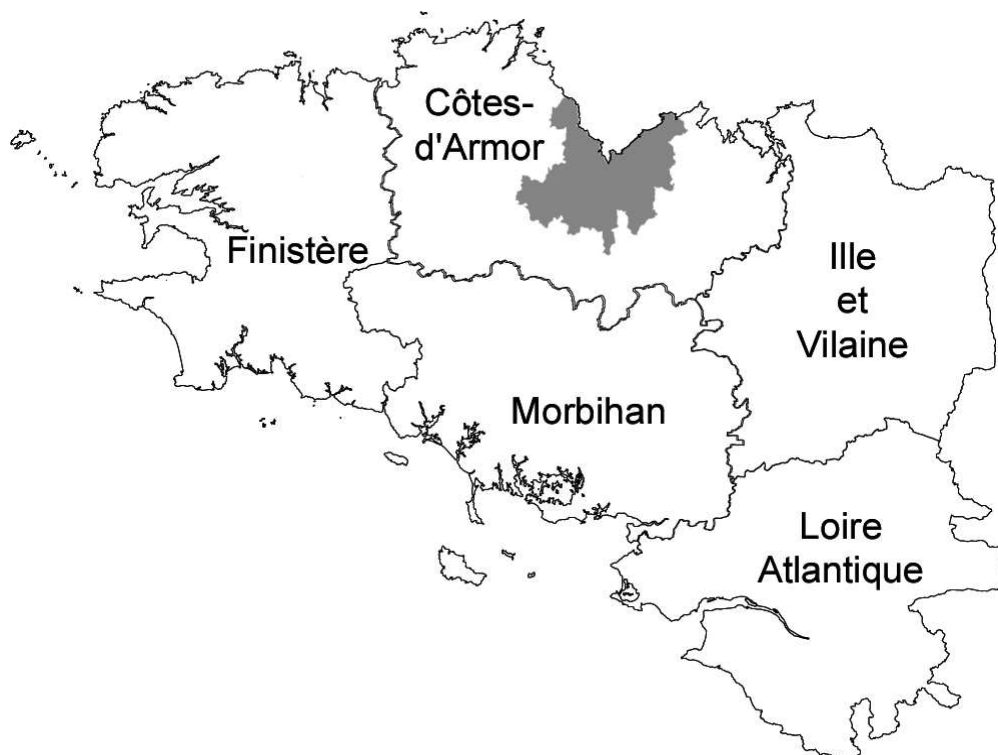 Côtes-
d'Armor
Finistère
Ille
et
Vilaine
Morbihan
Loire
Atlantique